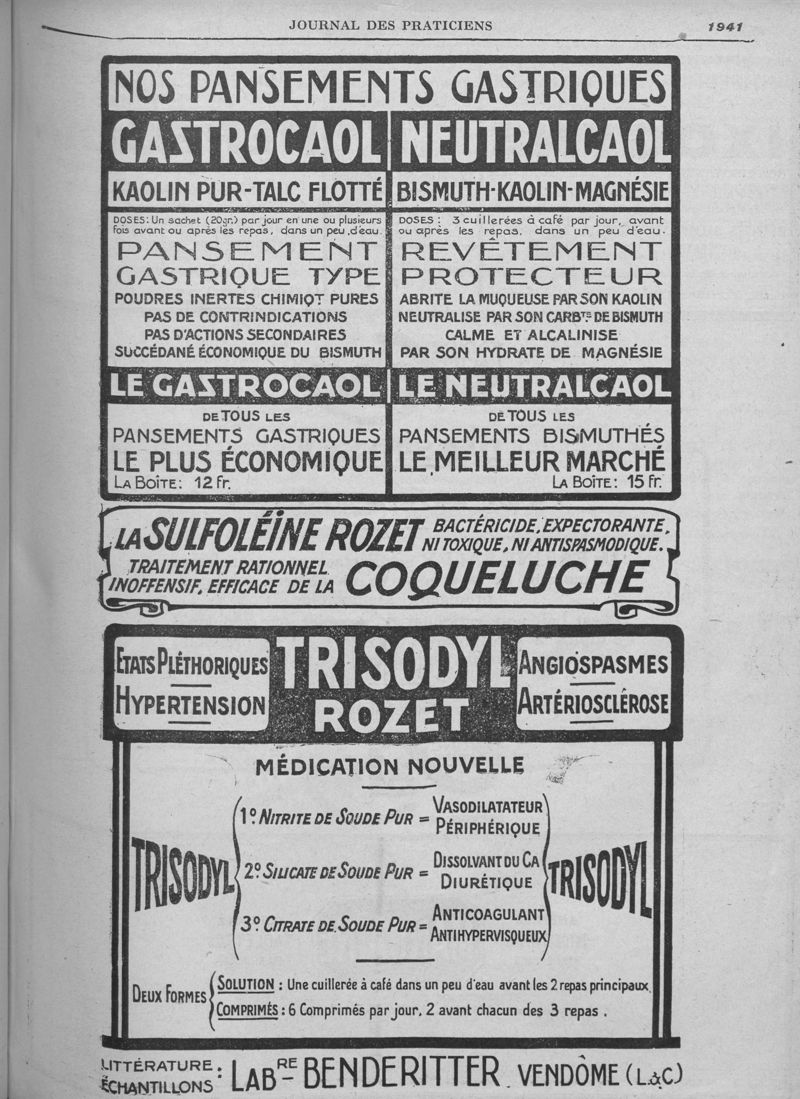 JOURNAL DES PRATICIENS 1941
NOS PANSEMENTS GASTRIQUES
GASTROCAOL
KAOLIN PUR-TALC FLOTTÉ
DOSES: Un sachet (20gr.) par jour en une ou plusieurs
fois avant ou après les repas, dans un peu d'eau.
PANSEMENT
GASTRIQUE TYPE
POUDRES INERTES CHIMIQT PURES
PAS DE CONTRINDICATIONS
PAS D'ACTIONS SECONDAIRES
SUCCÉDANÉ ÉCONOMIQUE DU BISMUTH
LE GASTROCAOL
DE TOUS LES
PANSEMENTS GASTRIQUES
LE PLUS ÉCONOMIQUE
LA BOÎTE: 12 Fr.
NEUTRALCAOL
BISMUTH-KAOLIN-MAGNÉSIE
DOSES: 3 cuillerées à café par jour, avant
ou après les repas, dans un peu d'eau.
REVÊTEMENT
PROTECTEUR
ABRITE LA MUQUEUSE PAR SON KAOLIN
NEUTRALISE PAR SON CARBTE DE BISMUTH
CALME ET ALCALINISE
PAR SON HYDRATE DE MAGNÉSIE
LE NEUTRALCAOL
DE TOUS LES
PANSEMENTS BISMUTHÉS
LE MEILLEUR MARCHÉ
LA BOÎTE: 15 Fr.
LA SULFOLÉINE ROZET BACTÉRICIDE, EXPECTORANTE,
NI TOXIQUE, NI ANTISPASMODIQUE.
TRAITEMENT RATIONNEL
INOFFENSIF, EFFICACE DE LA COQUELUCHE
ETATS PLÉTHORIQUES
HYPERTENSION
TRISODYL
ROZET
ANGIOSPASMES
ARTÉRIOSCLÉROSE
MÉDICATION NOUVELLE
TRISODYL
1º. NITRITE DE SOUDE PUR = VASODILATATEUR
PÉRIPHÉRIQUE
2º. SILICATE DE SOUDE PUR = DISSOLVANT DU CA
DIURÉTIQUE
3º. CITRATE DE SOUDE PUR = ANTICOAGULANT
ANTIHYPERVISQUEUX
TRISODYL
DEUX FORMES
SOLUTION : Une cuillerée à café dans un peu d'eau avant les 2 repas principaux.
COMPRIMÉS : 6 Comprimés par jour, 2 avant chacun des 3 repas.
LITTÉRATURE :
ÉCHANTILLONS : LABRE BENDERITTER. VENDÔME (L.&C)